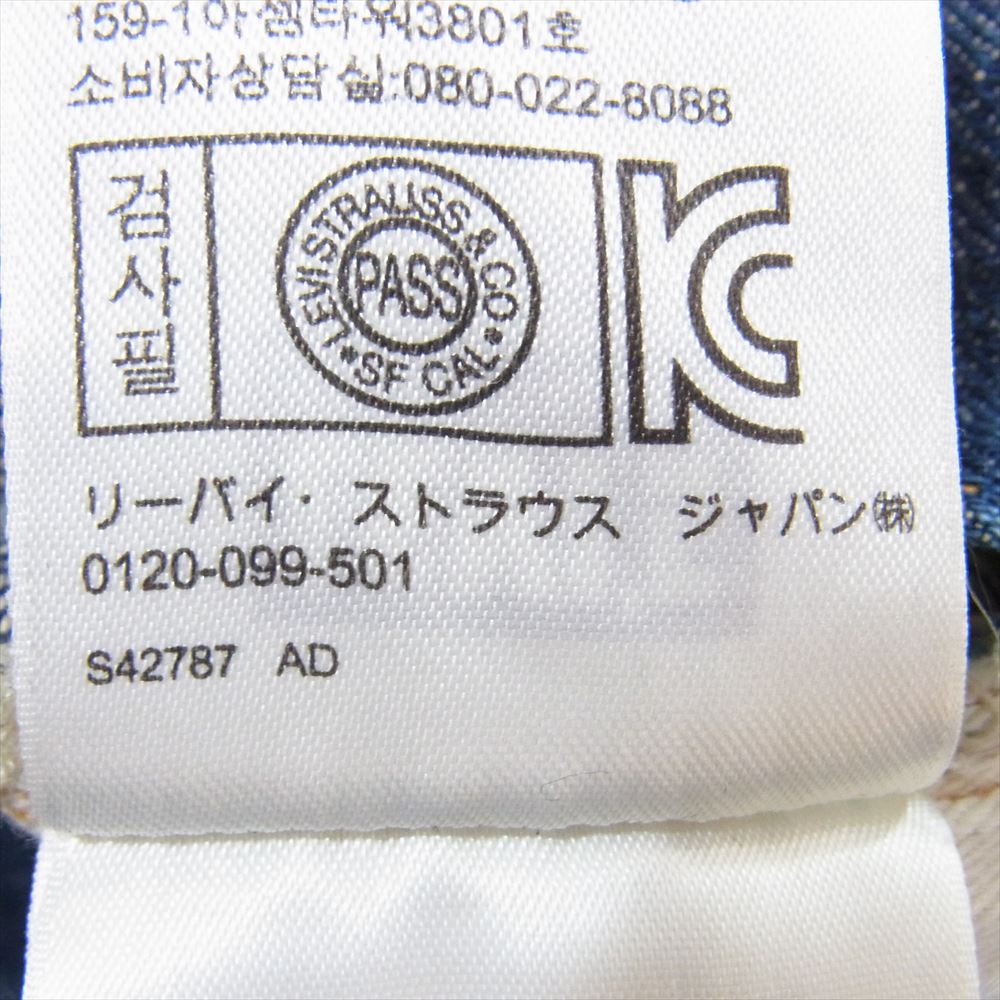 159-1아셈타워3801호
소비자상담실:080-022-8088
검사필
LEVI STRAUSS & CO
PASS
SF CAL
KC
リーバイ・ストラウス ジャパン㈱
0120-099-501
S42787 AD